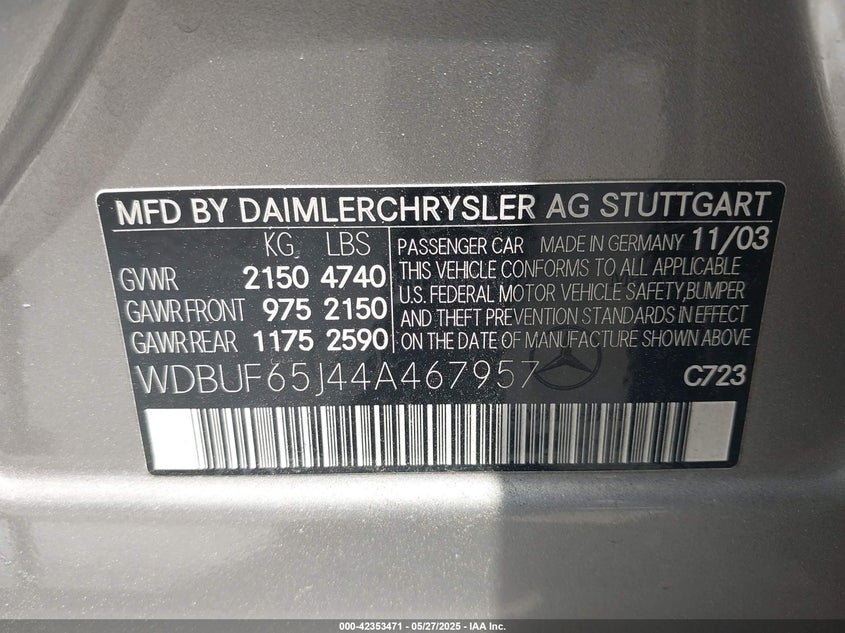 MFD BY DAIMLERCHRYSLER AG STUTTGART
KG LBS
GVWR 2150 4740
GAWR FRONT 975 2150
GAWR REAR 1175 2590
PASSENGER CAR MADE IN GERMANY 11/03
THIS VEHICLE CONFORMS TO ALL APPLICABLE
U.S. FEDERAL MOTOR VEHICLE SAFETY,BUMPER
AND THEFT PREVENTION STANDARDS IN EFFECT
ON THE DATE OF MANUFACTURE SHOWN ABOVE
WDBUF65J44A467957 C723
000-42353471 - 05/27/2025 - IAA Inc.